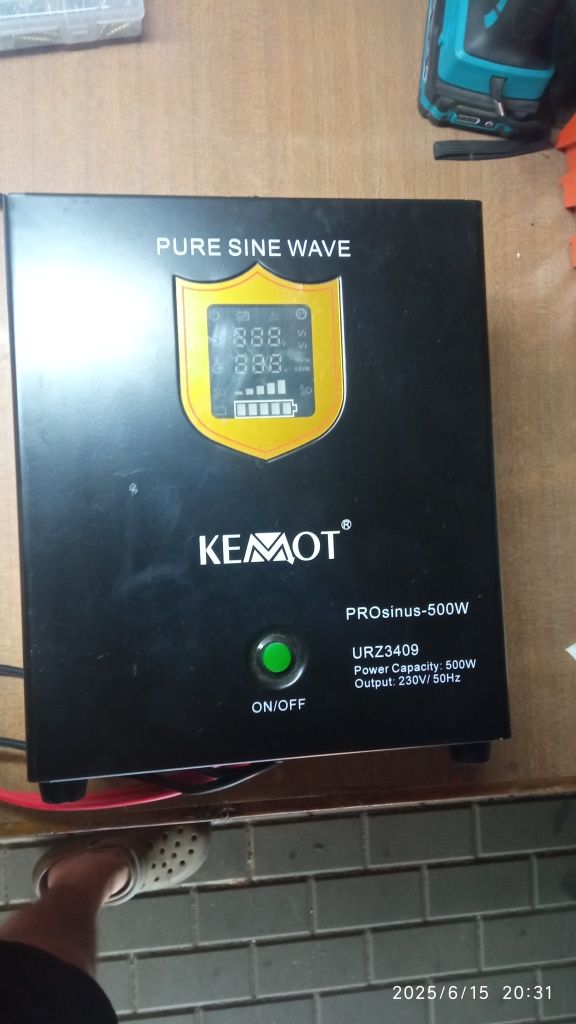 PURE SINE WAVE
KEMOT®
PROsinus-500W
URZ3409
Power Capacity: 500W
Output: 230V/ 50Hz
ON/OFF
2025/6/15 20:31